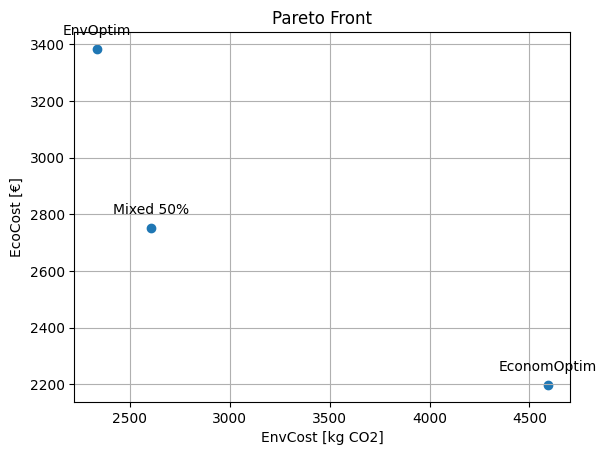 Pareto Front
EnvOptim
3400
3200
3000
2800
2600
2400
2200
EcoCost [€]
Mixed 50%
EconomOptim
2500 3000 3500 4000 4500
EnvCost [kg CO2]